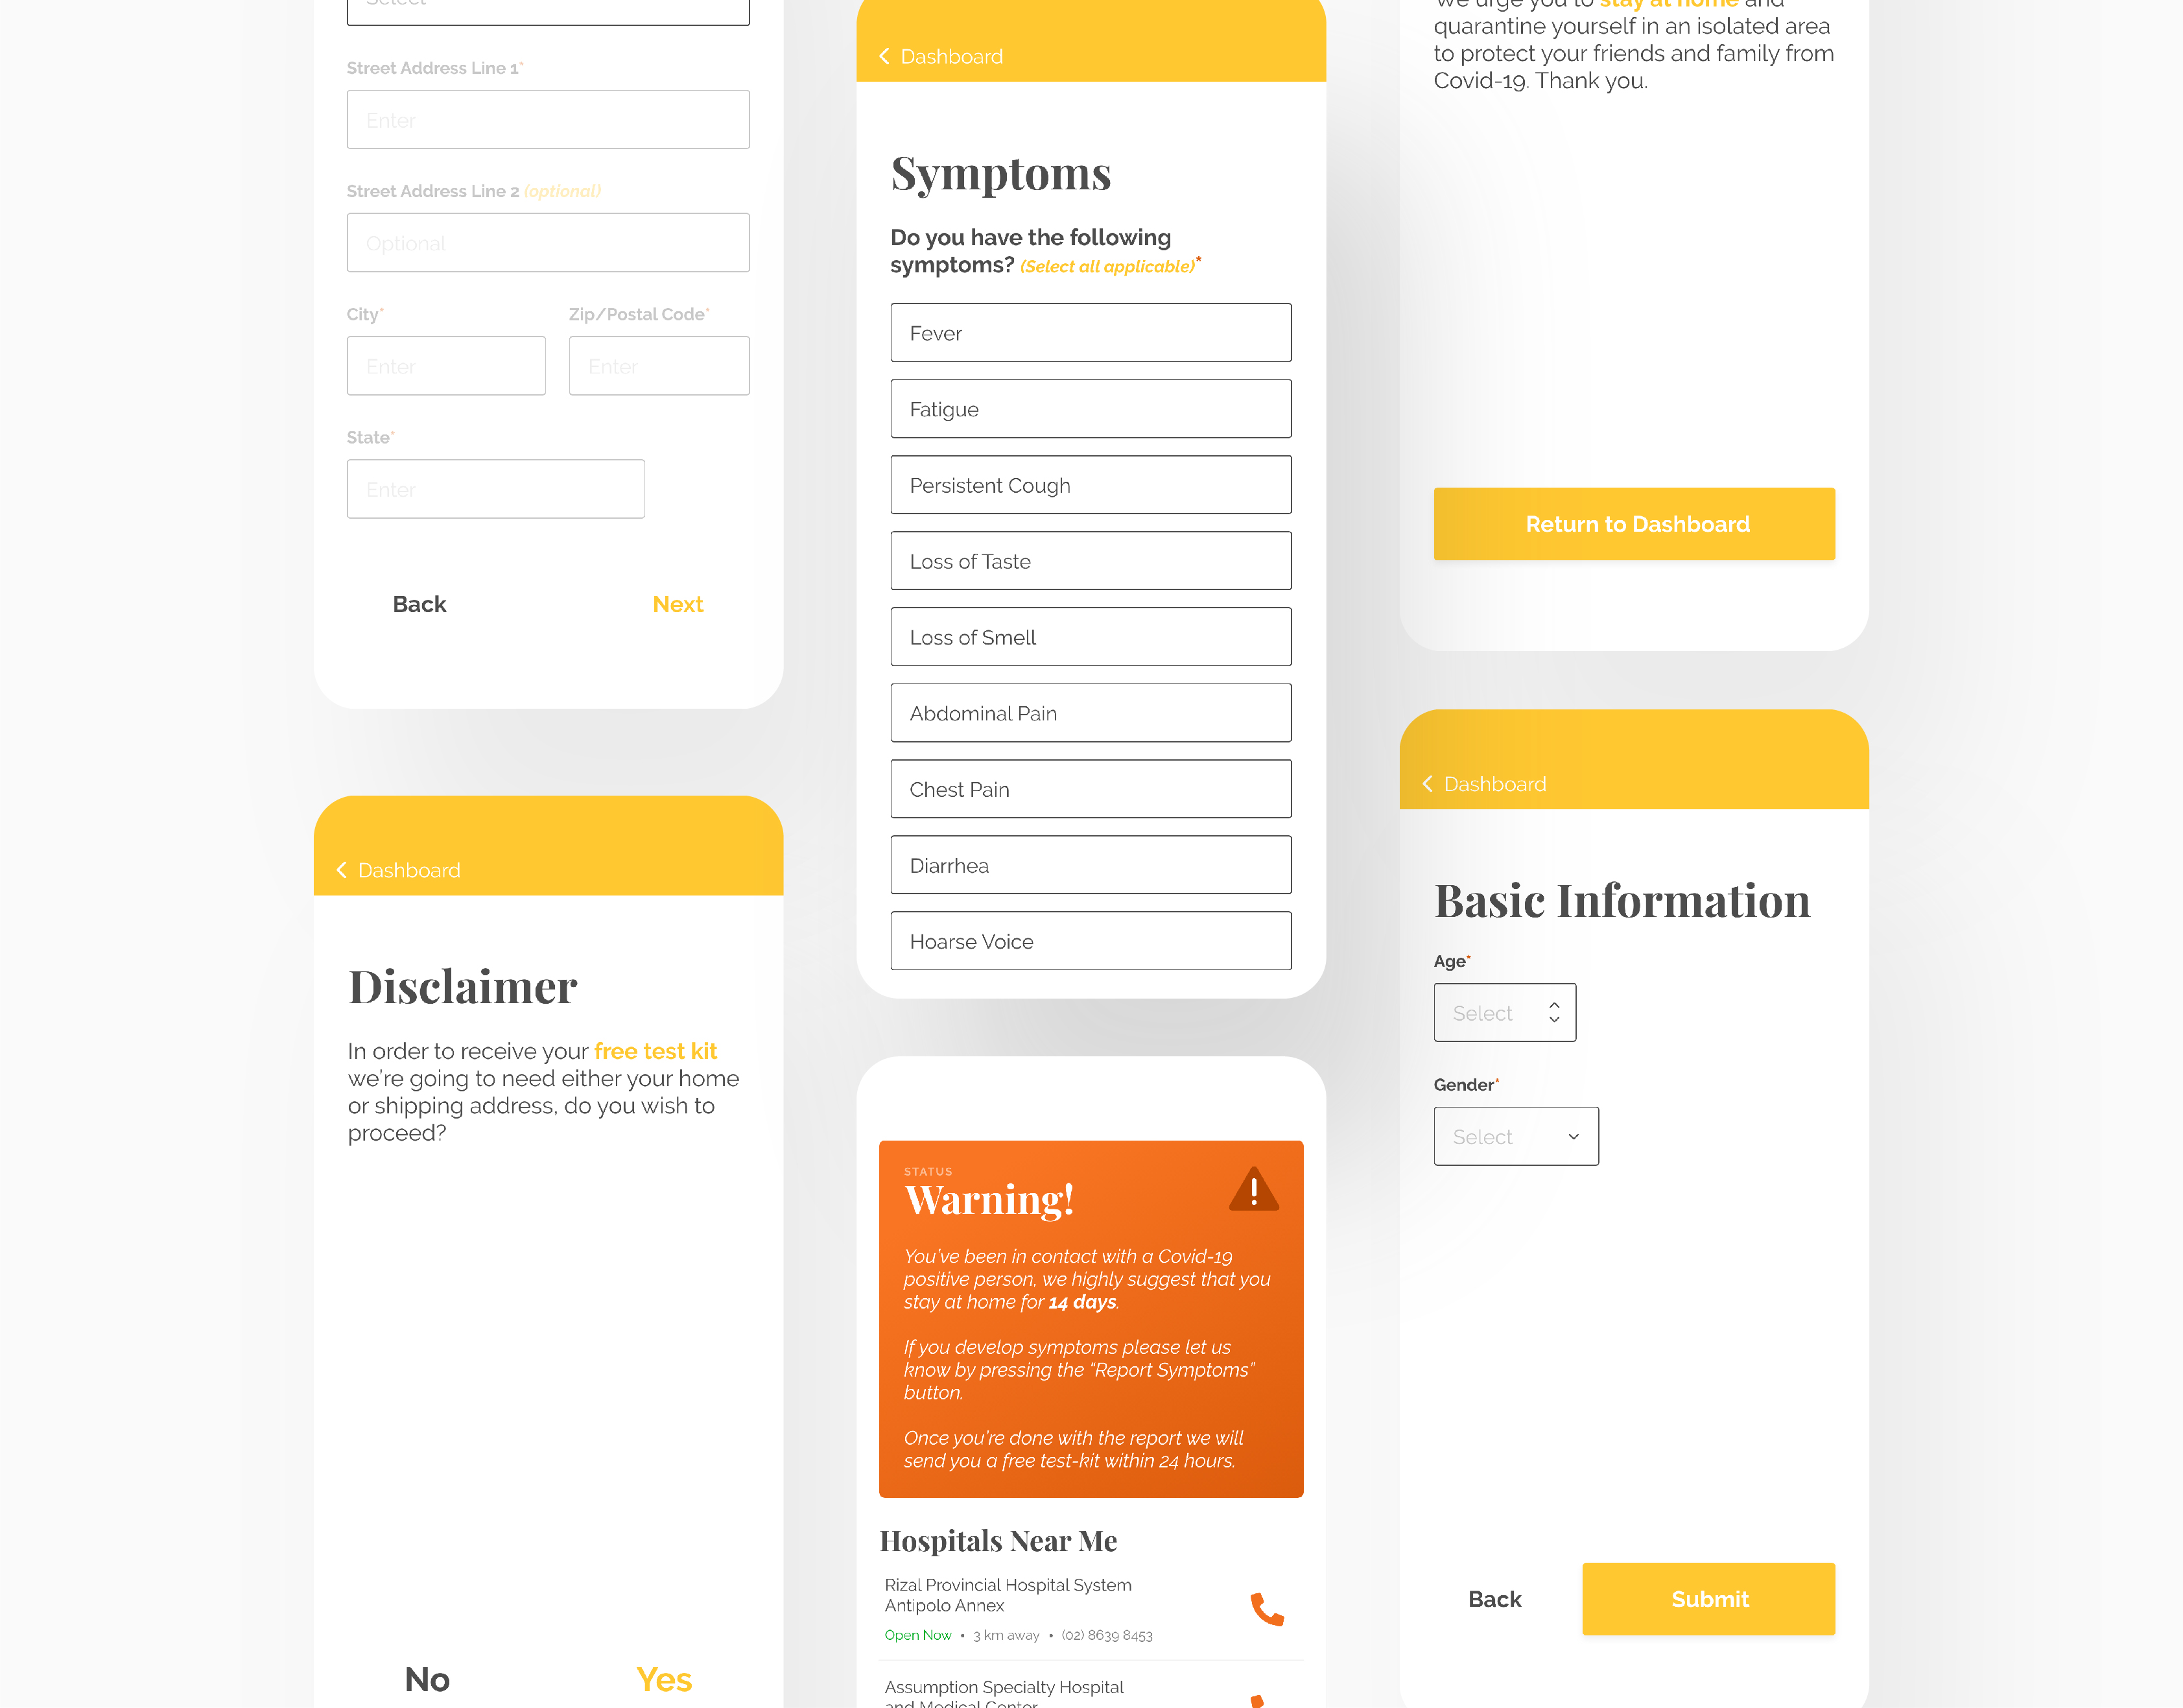 Select
Street Address Line 1*
Enter
Street Address Line 2 (optional)
Optional
City*
Zip/Postal Code*
Enter
Enter
State*
Enter
Back
Next
Dashboard
Disclaimer
In order to receive your free test kit
we're going to need either your home
or shipping address, do you wish to
proceed?
No
Yes
Dashboard
Symptoms
Do you have the following
symptoms? (Select all applicable)*
Fever
Fatigue
Persistent Cough
Loss of Taste
Loss of Smell
Abdominal Pain
Chest Pain
Diarrhea
Hoarse Voice
STATUS
Warning!
You've been in contact with a Covid-19
positive person, we highly suggest that you
stay at home for 14 days.
If you develop symptoms please let us
know by pressing the "Report Symptoms"
button.
Once you're done with the report we will
send you a free test-kit within 24 hours.
Hospitals Near Me
Rizal Provincial Hospital System
Antipolo Annex
Open Now • 3 km away • (02) 8639 8453
Assumption Specialty Hospital
and Medical Center
We urge you to stay at home and
quarantine yourself in an isolated area
to protect your friends and family from
Covid-19. Thank you.
Return to Dashboard
Dashboard
Basic Information
Age*
Select
Gender*
Select
Back
Submit